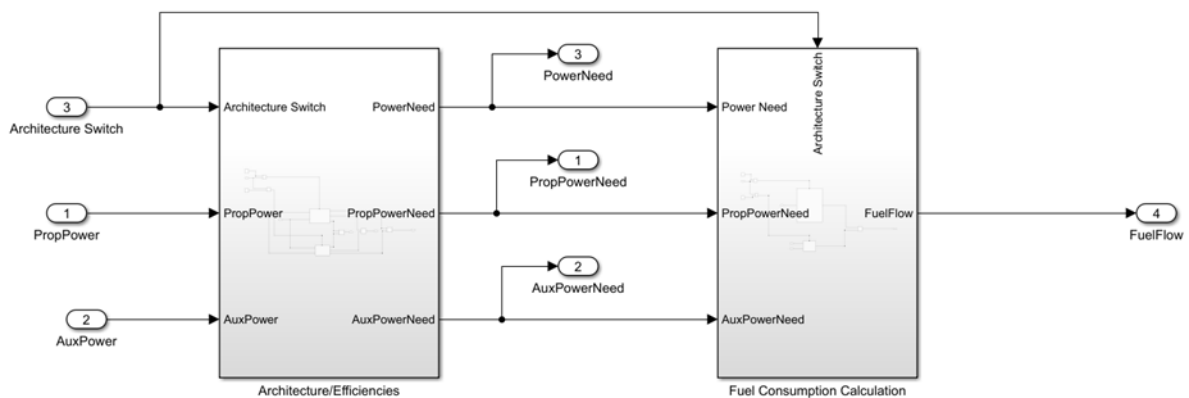 3
Architecture Switch
1
PropPower
2
AuxPower
Architecture Switch
PropPower
AuxPower
PowerNeed
PropPowerNeed
AuxPowerNeed
Architecture/Efficiencies
3
PowerNeed
1
PropPowerNeed
2
AuxPowerNeed
Architecture Switch
Power Need
PropPowerNeed
AuxPowerNeed
FuelFlow
Fuel Consumption Calculation
4
FuelFlow